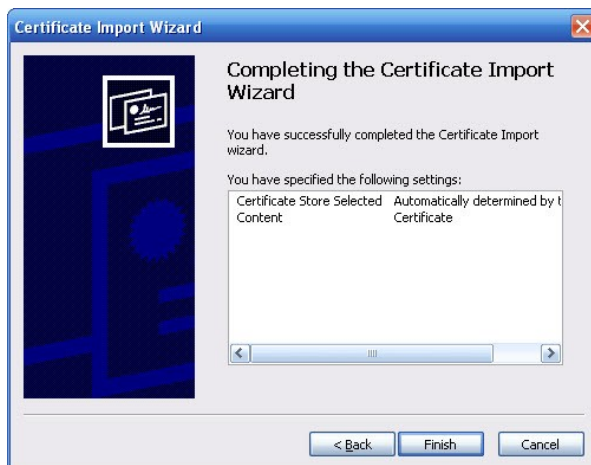 Certificate Import Wizard
Completing the Certificate Import
Wizard
You have successfully completed the Certificate Import
wizard.
You have specified the following settings:
Certificate Store Selected Automatically determined by t
Content Certificate
< Back Finish Cancel